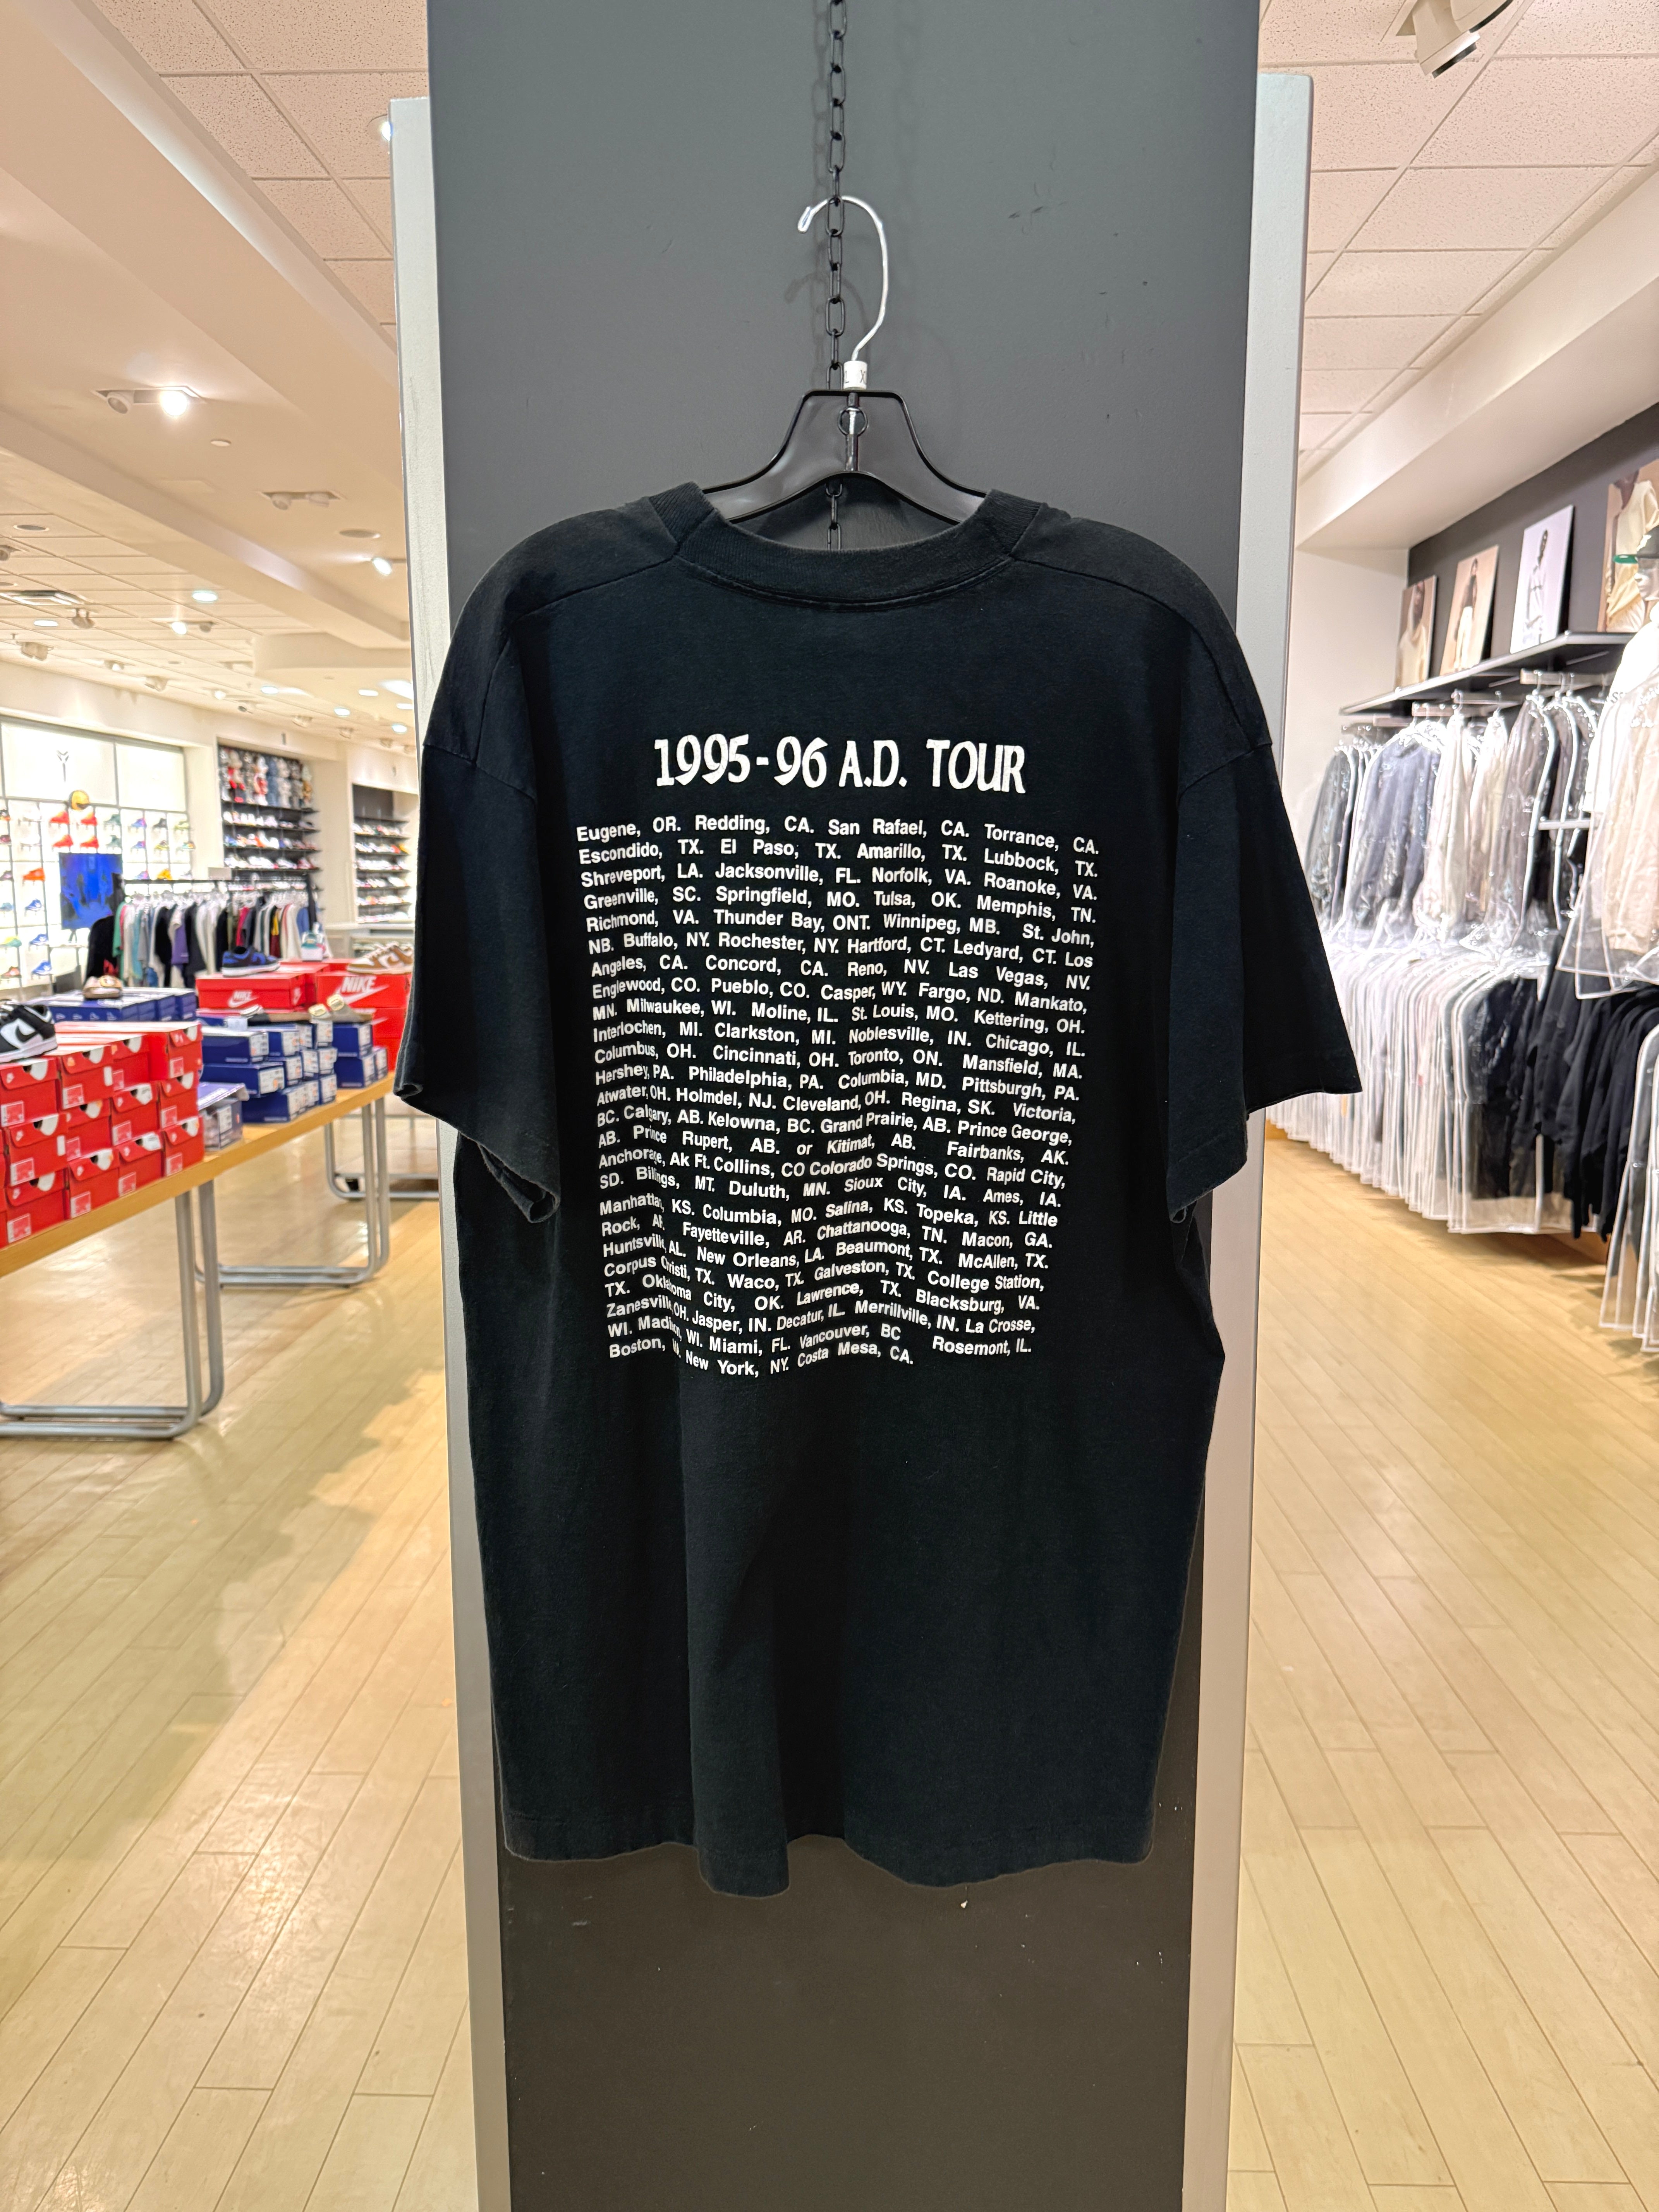 1995-96 A.D. TOUR
Eugene, OR. Redding, CA. San Rafael, CA. Torrance, CA.
Escondido, TX. El Paso, TX. Amarillo, TX. Lubbock, TX.
Shreveport, LA. Jacksonville, FL. Norfolk, VA. Roanoke, VA.
Greenville, SC. Springfield, MO. Tulsa, OK. Memphis, TN.
Richmond, VA. Thunder Bay, ONT. Winnipeg, MB. St. John,
NB. Buffalo, NY. Rochester, NY. Hartford, CT. Ledyard, CT. Los
Angeles, CA. Concord, CA. Reno, NV. Las Vegas, NV.
Englewood, CO. Pueblo, CO. Casper, WY. Fargo, ND. Mankato,
MN. Milwaukee, WI. Moline, IL. St. Louis, MO. Kettering, OH.
Interlochen, MI. Clarkston, MI. Noblesville, IN. Chicago, IL.
Columbus, OH. Cincinnati, OH. Toronto, ON. Mansfield, MA.
Hershey, PA. Philadelphia, PA. Columbia, MD. Pittsburgh, PA.
Atwater, OH. Holmdel, NJ. Cleveland, OH. Regina, SK. Victoria,
BC. Calgary, AB. Kelowna, BC. Grand Prairie, AB. Prince George,
AB. Prince Rupert, AB. or Kitimat, AB. Fairbanks, AK.
Anchorage, Ak Ft. Collins, CO Colorado Springs, CO. Rapid City,
SD. Billings, MT. Duluth, MN. Sioux City, IA. Ames, IA.
Manhattan, KS. Columbia, MO. Salina, KS. Topeka, KS. Little
Rock, Fayetteville, AR. Chattanooga, TN. Macon, GA.
Huntsville, AL. New Orleans, LA. Beaumont, TX. McAllen, TX.
Corpus Christi, TX. Waco, TX. Galveston, TX. College Station,
TX. Oklahoma City, OK. Lawrence, TX. Blacksburg, VA.
Zanesville, OH. Jasper, IN. Decatur, IL. Merrillville, IN. La Crosse,
WI. Madison, WI. Miami, FL. Vancouver, BC Rosemont, IL.
Boston, New York, NY. Costa Mesa, CA.
NIKE
NIKE